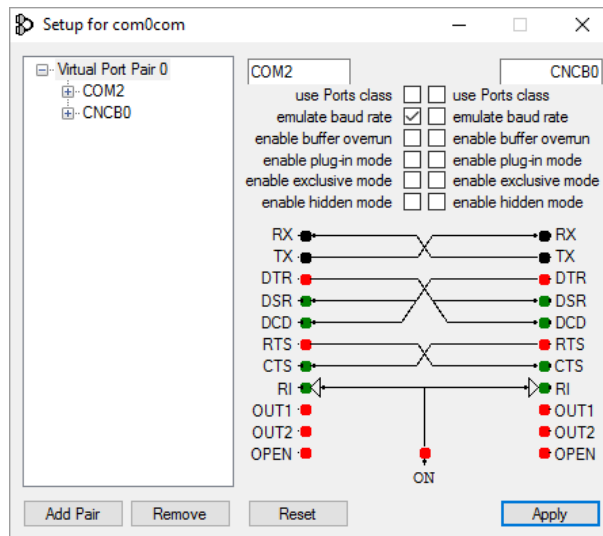 Setup for com0com
Virtual Port Pair 0
COM2
CNCB0
COM2 CNCB0
use Ports class use Ports class
emulate baud rate emulate baud rate
enable buffer overrun enable buffer overrun
enable plug-in mode enable plug-in mode
enable exclusive mode enable exclusive mode
enable hidden mode enable hidden mode
RX RX
TX TX
DTR DTR
DSR DSR
DCD DCD
RTS RTS
CTS CTS
RI RI
OUT1 OUT1
OUT2 OUT2
OPEN OPEN
ON
Add Pair Remove Reset Apply